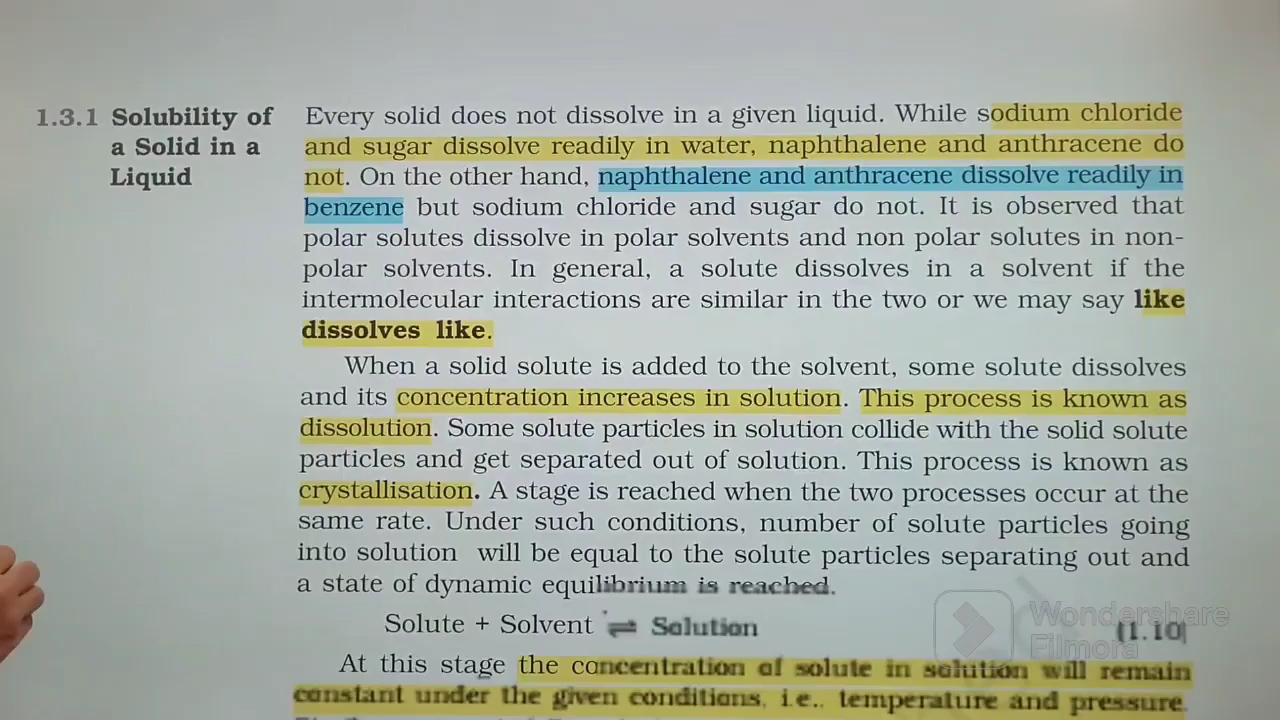 1.3.1 Solubility of
a Solid in a
Liquid
Every solid does not dissolve in a given liquid. While sodium chloride
and sugar dissolve readily in water, naphthalene and anthracene do
not. On the other hand, naphthalene and anthracene dissolve readily in
benzene but sodium chloride and sugar do not. It is observed that
polar solutes dissolve in polar solvents and non polar solutes in non-
polar solvents. In general, a solute dissolves in a solvent if the
intermolecular interactions are similar in the two or we may say like
dissolves like.
When a solid solute is added to the solvent, some solute dissolves
and its concentration increases in solution. This process is known as
dissolution. Some solute particles in solution collide with the solid solute
particles and get separated out of solution. This process is known as
crystallisation. A stage is reached when the two processes occur at the
same rate. Under such conditions, number of solute particles going
into solution will be equal to the solute particles separating out and
a state of dynamic equilibrium is reached.
Solute + Solvent ⇌ Solution (1.10)
At this stage the concentration of solute in solution will remain
constant under the given conditions, i.e., temperature and pressure.
Wondershare
Filmora